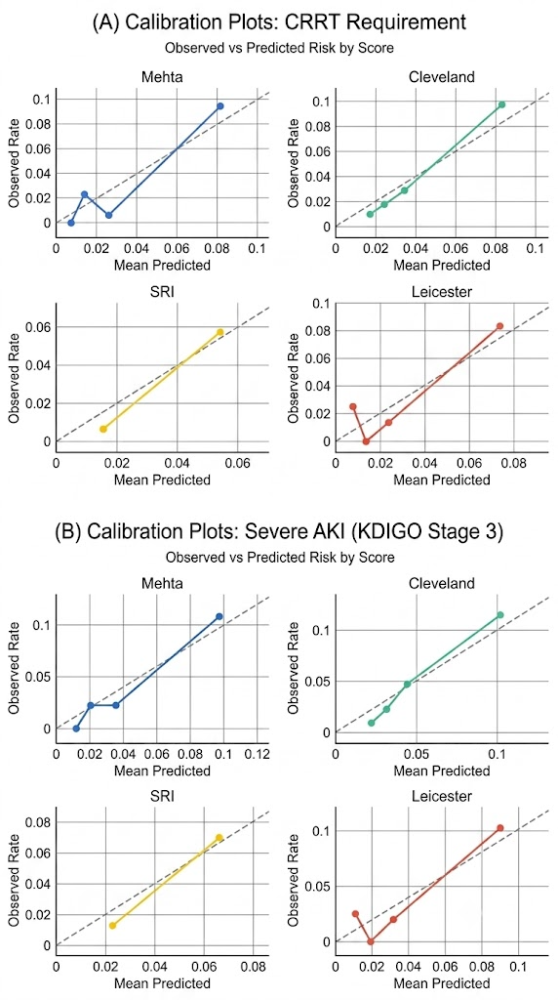 (A) Calibration Plots: CRRT Requirement
Observed vs Predicted Risk by Score
Mehta
Observed Rate
0.1
0.08
0.06
0.04
0.02
0
0 0.02 0.04 0.06 0.08 0.1
Mean Predicted
Cleveland
Observed Rate
0.1
0.08
0.06
0.04
0.02
0
0 0.02 0.04 0.06 0.08 0.1
Mean Predicted
SRI
Observed Rate
0.06
0.04
0.02
0
0 0.02 0.04 0.06
Mean Predicted
Leicester
Observed Rate
0.1
0.08
0.06
0.04
0.02
0
0 0.02 0.04 0.06 0.08
Mean Predicted
(B) Calibration Plots: Severe AKI (KDIGO Stage 3)
Observed vs Predicted Risk by Score
Mehta
Observed Rate
0.1
0.05
0
0 0.02 0.04 0.06 0.08 0.1 0.12
Mean Predicted
Cleveland
Observed Rate
0.1
0.05
0
0 0.05 0.1
Mean Predicted
SRI
Observed Rate
0.08
0.06
0.04
0.02
0
0 0.02 0.04 0.06 0.08
Mean Predicted
Leicester
Observed Rate
0.1
0.05
0
0 0.02 0.04 0.06 0.08 0.1
Mean Predicted